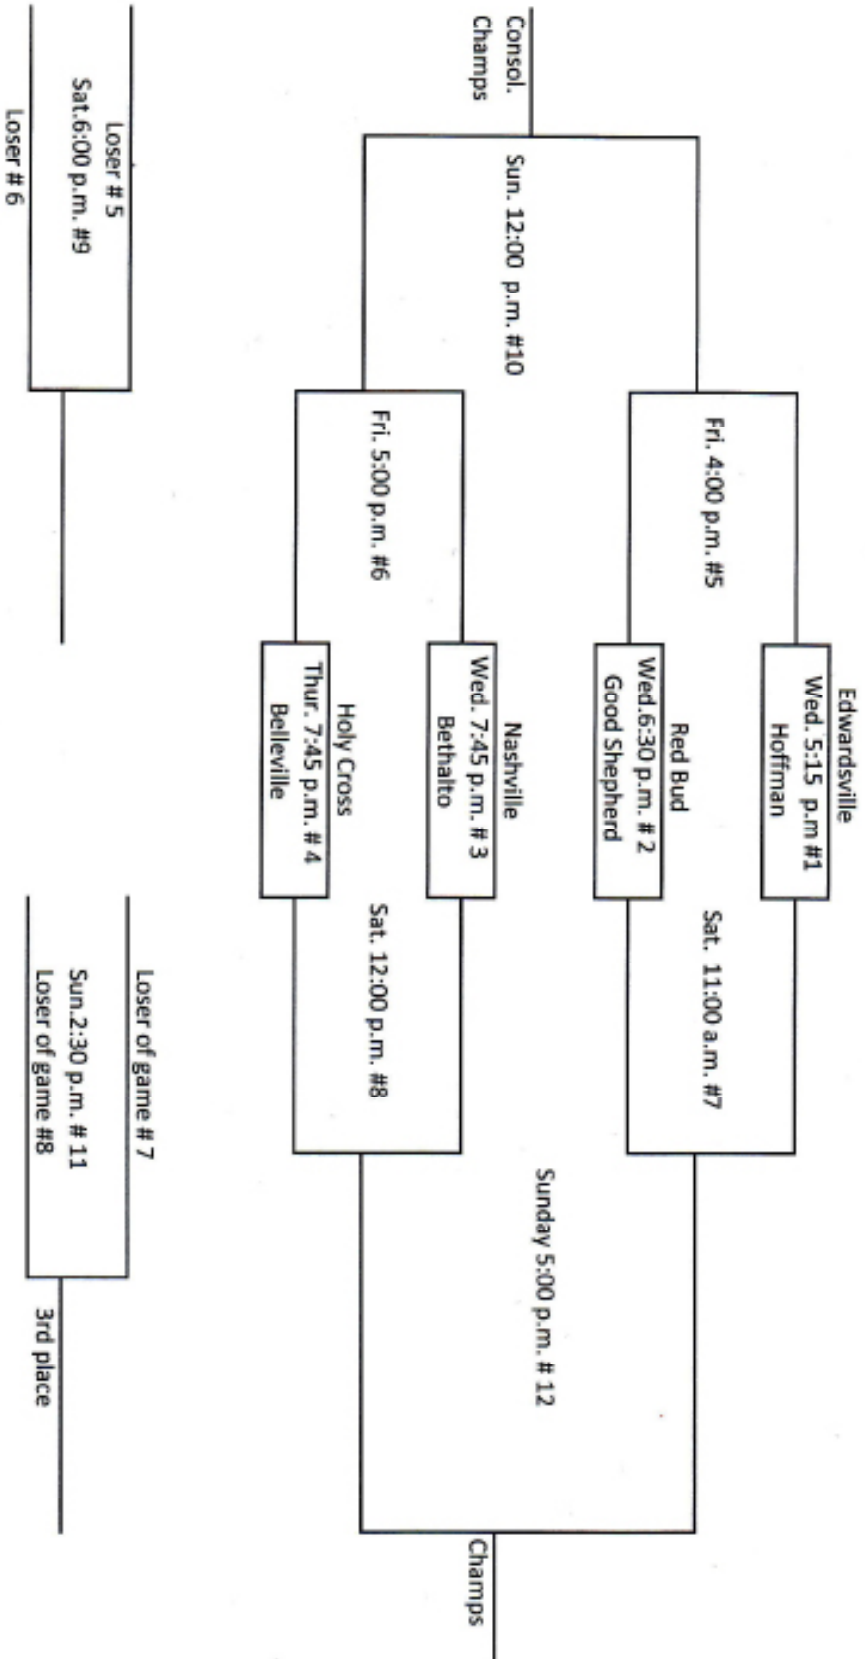 Edwardsville
Wed. 5:15 p.m #1
Hoffman
Fri. 4:00 p.m. #5
Sat. 11:00 a.m. #7
Red Bud
Wed.6:30 p.m. # 2
Good Shepherd
Consol.
Champs
Sun. 12:00 p.m. #10
Sunday 5:00 p.m. # 12
Champs
Nashville
Wed. 7:45 p.m. # 3
Bethalto
Fri. 5:00 p.m. #6
Sat. 12:00 p.m. #8
Holy Cross
Thur. 7:45 p.m. # 4
Belleville
Loser # 5
Sat.6:00 p.m. #9
Loser # 6
Loser of game # 7
Sun.2:30 p.m. # 11
Loser of game #8
3rd place